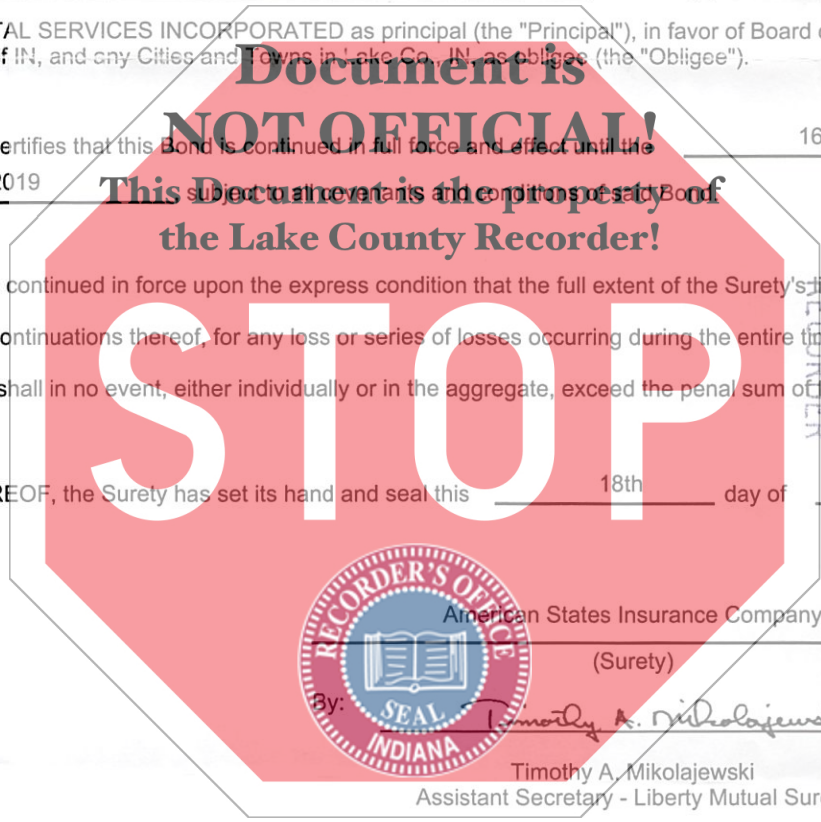 TAL SERVICES INCORPORATED as principal (the "Principal"), in favor of Board
f IN, and any Cities and Towns in Lake Co., IN, as obligee (the "Obligee").
Document is
NOT OFFICIAL!
ertifies that this Bond is continued in full force and effect until the 16
2019 , subject to all covenants and conditions of said Bond.
This Document is the property of
the Lake County Recorder!
continued in force upon the express condition that the full extent of the Surety's
ontinuations thereof, for any loss or series of losses occurring during the entire
shall in no event, either individually or in the aggregate, exceed the penal sum of
RECORDER
STOP
REOF, the Surety has set its hand and seal this 18th day of
RECORDER'S OFFICE
SEAL
INDIANA
American States Insurance Company
(Surety)
By: Timothy A. Mikolajews
Timothy A. Mikolajewski
Assistant Secretary - Liberty Mutual Sur